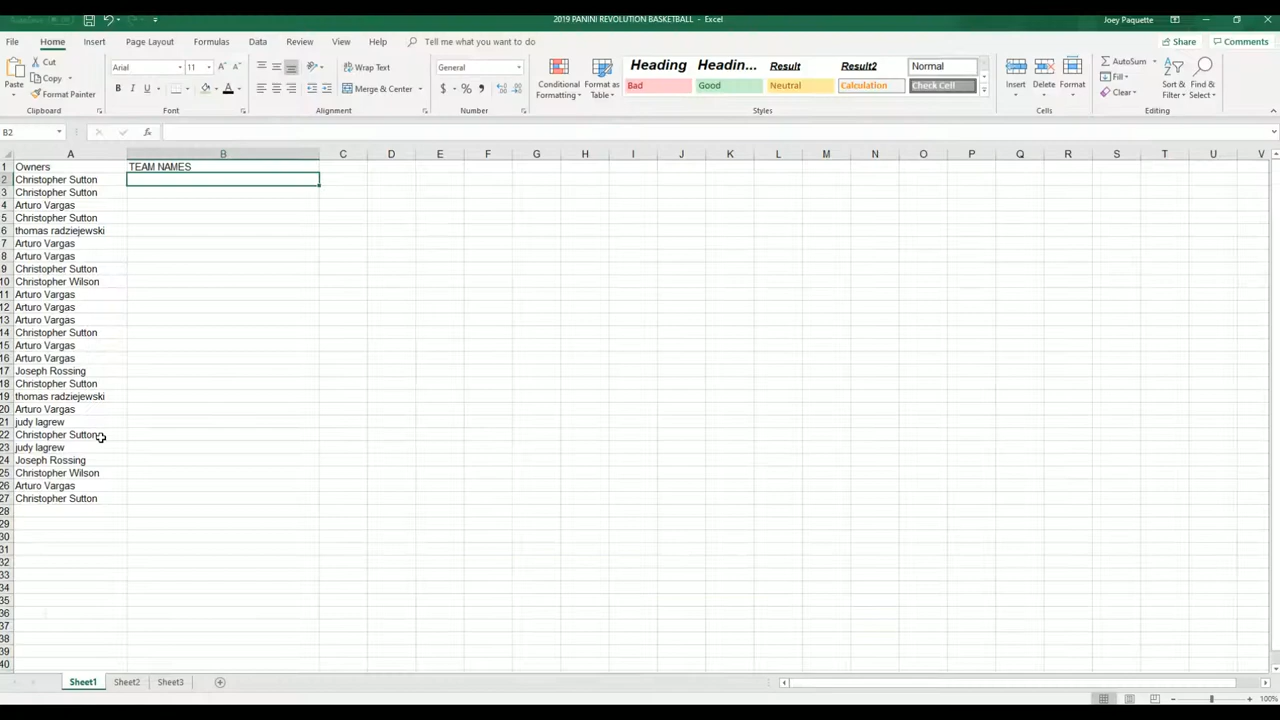 2019 PANINI REVOLUTION BASKETBALL - Excel
Joey Paquette
File Home Insert Page Layout Formulas Data Review View Help Tell me what you want to do Share Comments
Paste Cut Copy Format Painter Clipboard
Arial 11 Font
Wrap Text Merge & Center Alignment
General Number
Conditional Formatting Format as Table
Heading Headin... Result Result2 Normal
Bad Good Neutral Calculation Check Cell
Styles
Insert Delete Format Cells
AutoSum Fill Clear Sort & Filter Find & Select Editing
B2 fx
A B C D E F G H I J K L M N O P Q R S T U V
1 Owners TEAM NAMES
2 Christopher Sutton
3 Christopher Sutton
4 Arturo Vargas
5 Christopher Sutton
6 thomas radziejewski
7 Arturo Vargas
8 Arturo Vargas
9 Christopher Sutton
10 Christopher Wilson
11 Arturo Vargas
12 Arturo Vargas
13 Arturo Vargas
14 Christopher Sutton
15 Arturo Vargas
16 Arturo Vargas
17 Joseph Rossing
18 Christopher Sutton
19 thomas radziejewski
20 Arturo Vargas
21 judy lagrew
22 Christopher Sutton
23 judy lagrew
24 Joseph Rossing
25 Christopher Wilson
26 Arturo Vargas
27 Christopher Sutton
28
29
30
31
32
33
34
35
36
37
38
39
40
Sheet1 Sheet2 Sheet3
100%